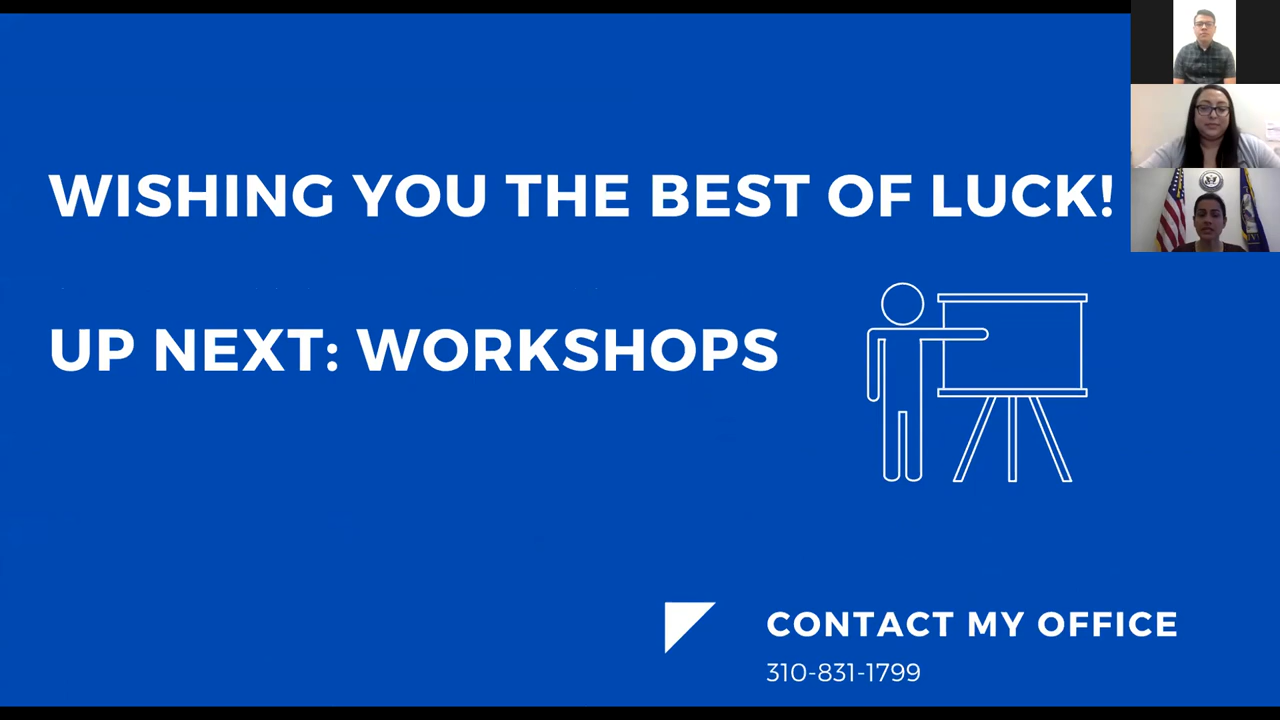 WISHING YOU THE BEST OF LUCK!
UP NEXT: WORKSHOPS
CONTACT MY OFFICE
310-831-1799